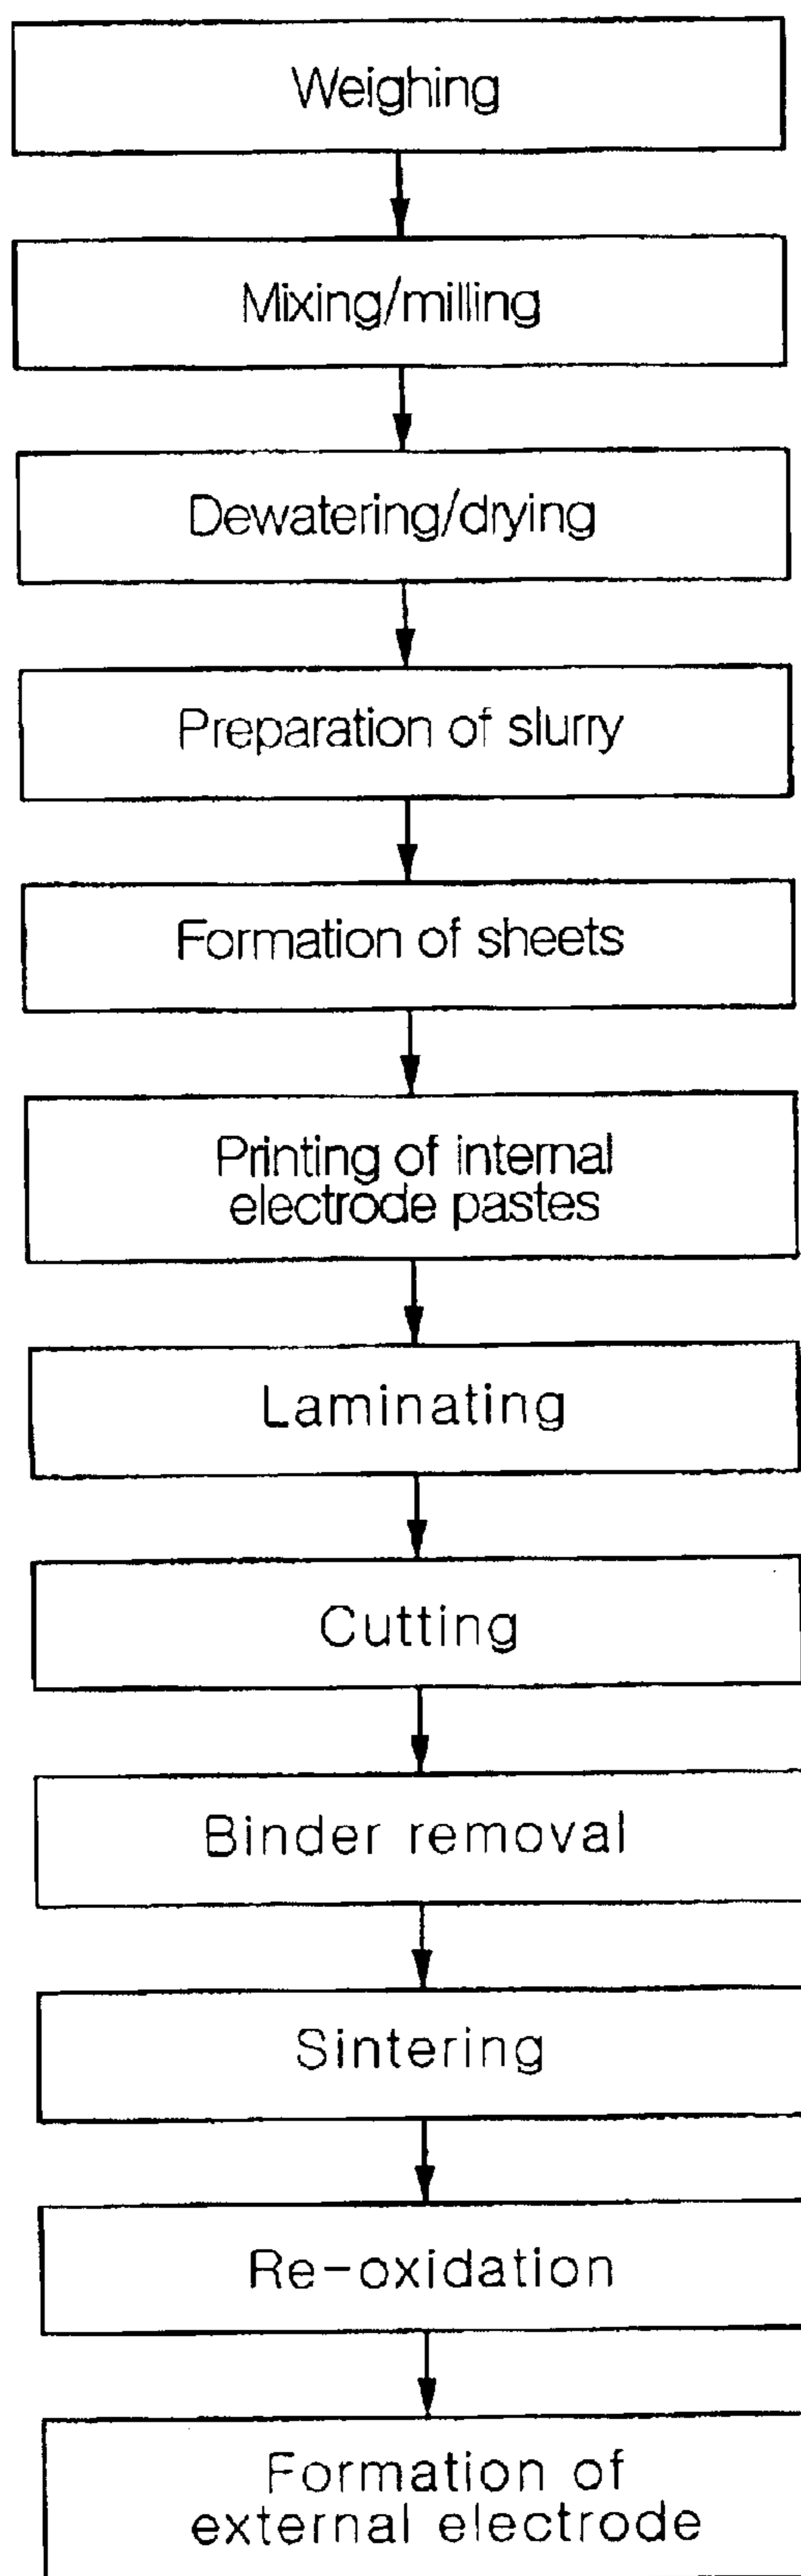 Weighing
Mixing/milling
Dewatering/drying
Preparation of slurry
Formation of sheets
Printing of internal
electrode pastes
Laminating
Cutting
Binder removal
Sintering
Re-oxidation
Formation of
external electrode